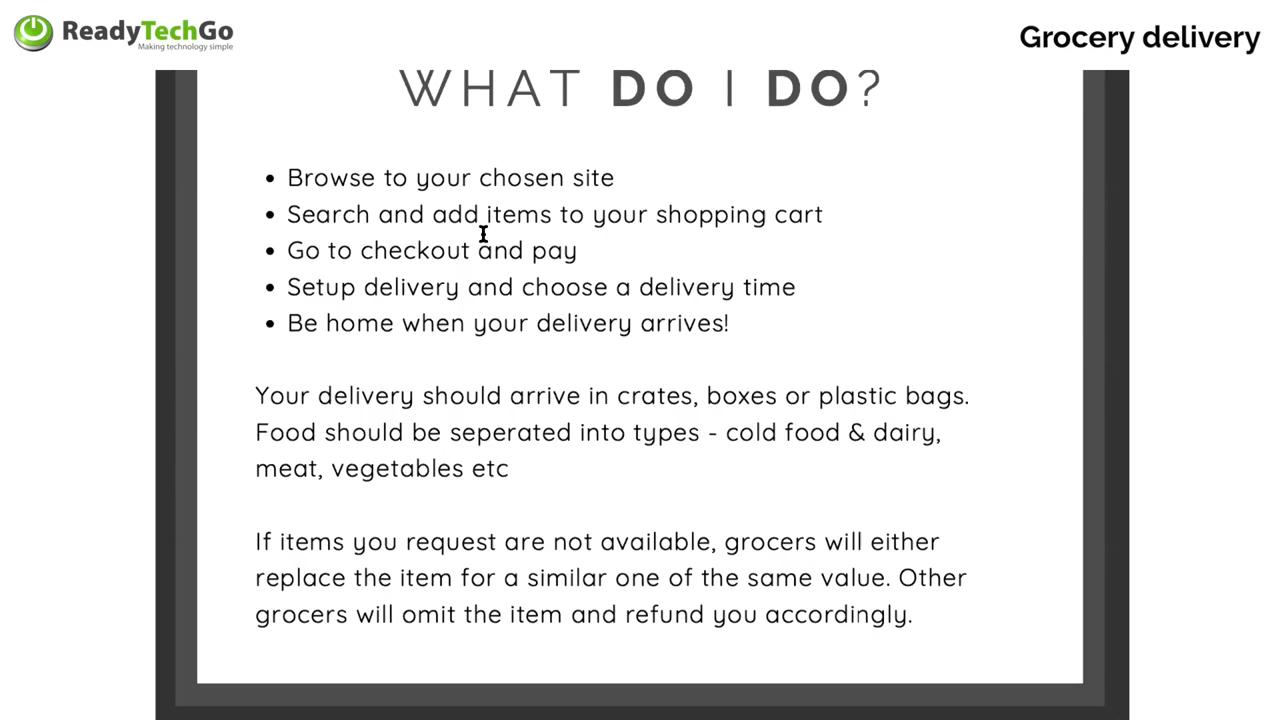 ReadyTechGo
Making technology simple
Grocery delivery
WHAT DO I DO?
• Browse to your chosen site
• Search and add items to your shopping cart
• Go to checkout and pay
• Setup delivery and choose a delivery time
• Be home when your delivery arrives!
Your delivery should arrive in crates, boxes or plastic bags.
Food should be seperated into types - cold food & dairy,
meat, vegetables etc
If items you request are not available, grocers will either
replace the item for a similar one of the same value. Other
grocers will omit the item and refund you accordingly.